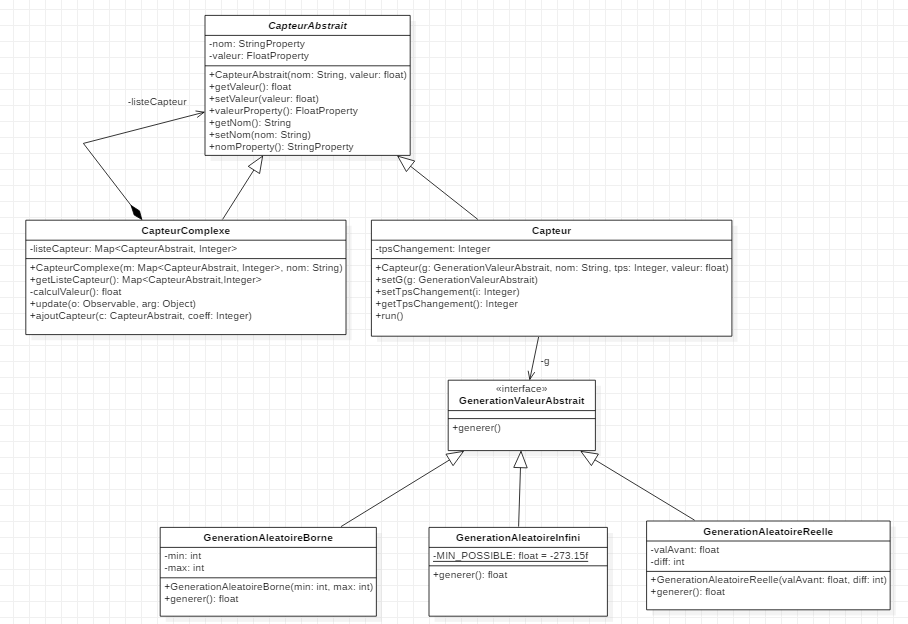 CapteurAbstrait
-nom: StringProperty
-valeur: FloatProperty
+CapteurAbstrait(nom: String, valeur: float)
+getValeur(): float
+setValeur(valeur: float)
+valeurProperty(): FloatProperty
+getNom(): String
+setNom(nom: String)
+nomProperty(): StringProperty
-listeCapteur
CapteurComplexe
-listeCapteur: Map<CapteurAbstrait, Integer>
+CapteurComplexe(m: Map<CapteurAbstrait, Integer>, nom: String)
+getListeCapteur(): Map<CapteurAbstrait,Integer>
-calculValeur(): float
+update(o: Observable, arg: Object)
+ajoutCapteur(c: CapteurAbstrait, coeff: Integer)
Capteur
-tpsChangement: Integer
+Capteur(g: GenerationValeurAbstrait, nom: String, tps: Integer, valeur: float)
+setG(g: GenerationValeurAbstrait)
+setTpsChangement(i: Integer)
+getTpsChangement(): Integer
+run()
-g
«interface»
GenerationValeurAbstrait
+generer()
GenerationAleatoireBorne
-min: int
-max: int
+GenerationAleatoireBorne(min: int, max: int)
+generer(): float
GenerationAleatoireInfini
-MIN_POSSIBLE: float = -273.15f
+generer(): float
GenerationAleatoireReelle
-valAvant: float
-diff: int
+GenerationAleatoireReelle(valAvant: float, diff: int)
+generer(): float